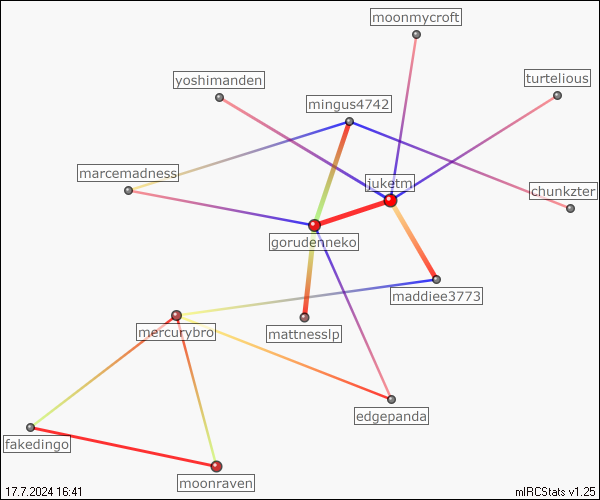 moonmycroft
yoshimanden
turtelious
mingus4742
marcemadness
juketm
chunkzter
gorudenneko
maddiee3773
mercurybro
mattnesslp
edgepanda
fakedingo
moonraven
17.7.2024 16:41
mIRCStats v1.25